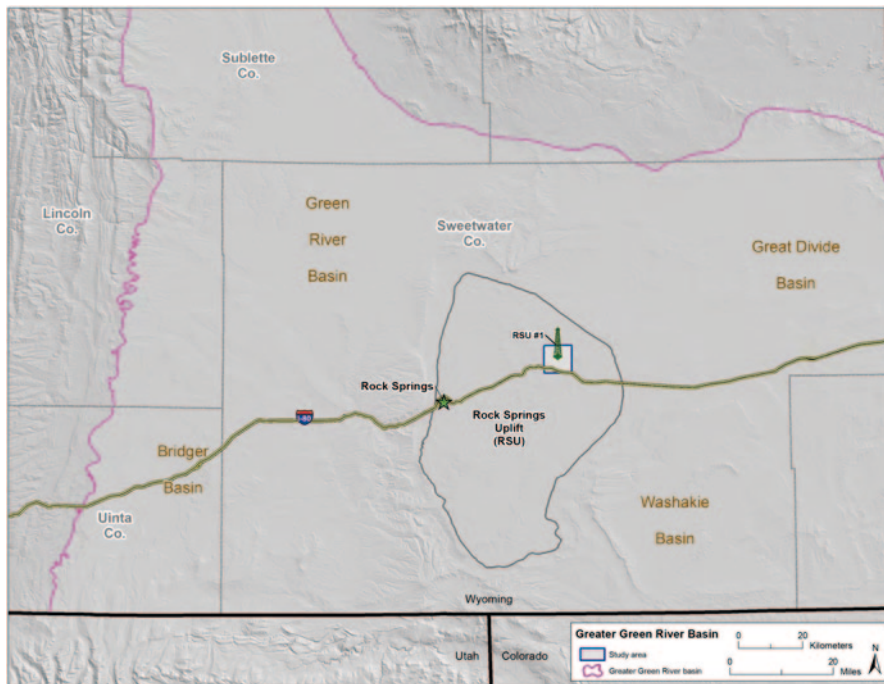 Sublette
Co.
Lincoln
Co.
Green
River
Basin
Sweetwater
Co.
Great Divide
Basin
RSU #1
Rock Springs
Rock Springs
Uplift
(RSU)
I-80
Bridger
Basin
Uinta
Co.
Washakie
Basin
Wyoming
Utah
Colorado
Greater Green River Basin
Study area
Greater Green River basin
0 20
Kilometers
0 20
Miles
N